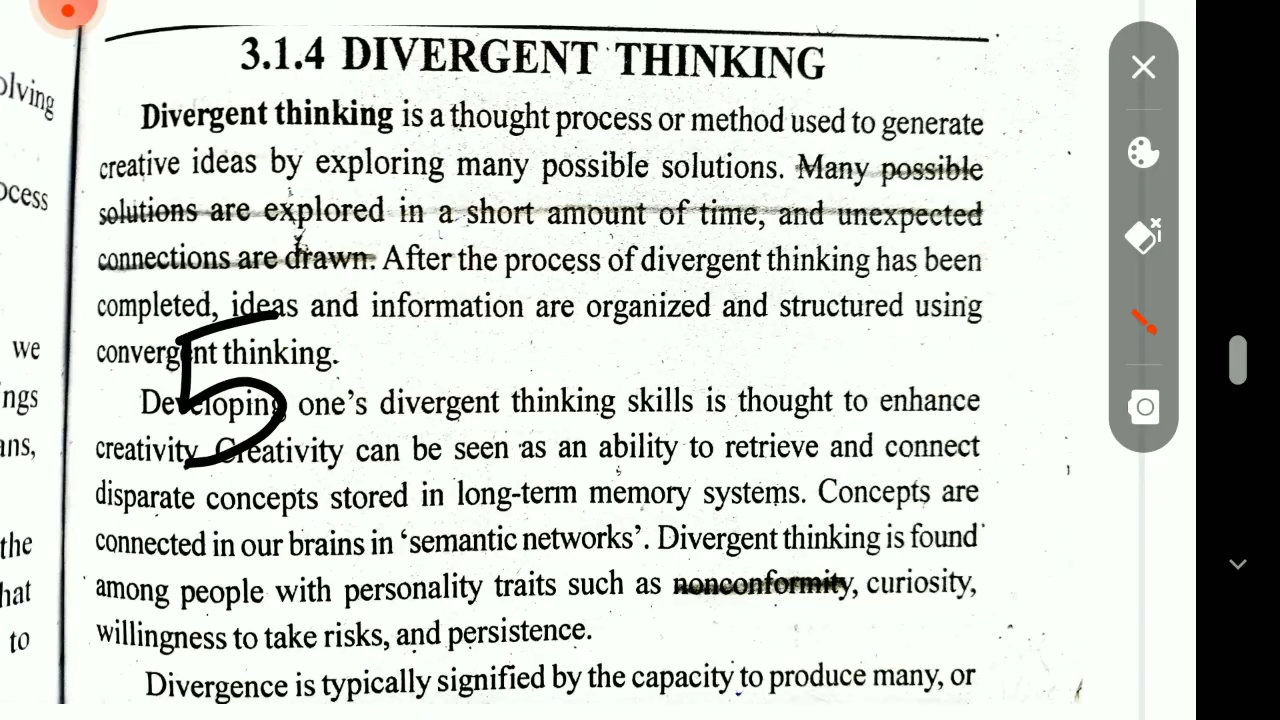 olving
ocess
we
ngs
ans,
the
hat
to
3.1.4 DIVERGENT THINKING
Divergent thinking is a thought process or method used to generate
creative ideas by exploring many possible solutions. Many possible
solutions are explored in a short amount of time, and unexpected
connections are drawn. After the process of divergent thinking has been
completed, ideas and information are organized and structured using
convergent thinking.
5
Developing one's divergent thinking skills is thought to enhance
creativity. Creativity can be seen as an ability to retrieve and connect
disparate concepts stored in long-term memory systems. Concepts are
connected in our brains in 'semantic networks'. Divergent thinking is found
among people with personality traits such as nonconformity, curiosity,
willingness to take risks, and persistence.
Divergence is typically signified by the capacity to produce many, or